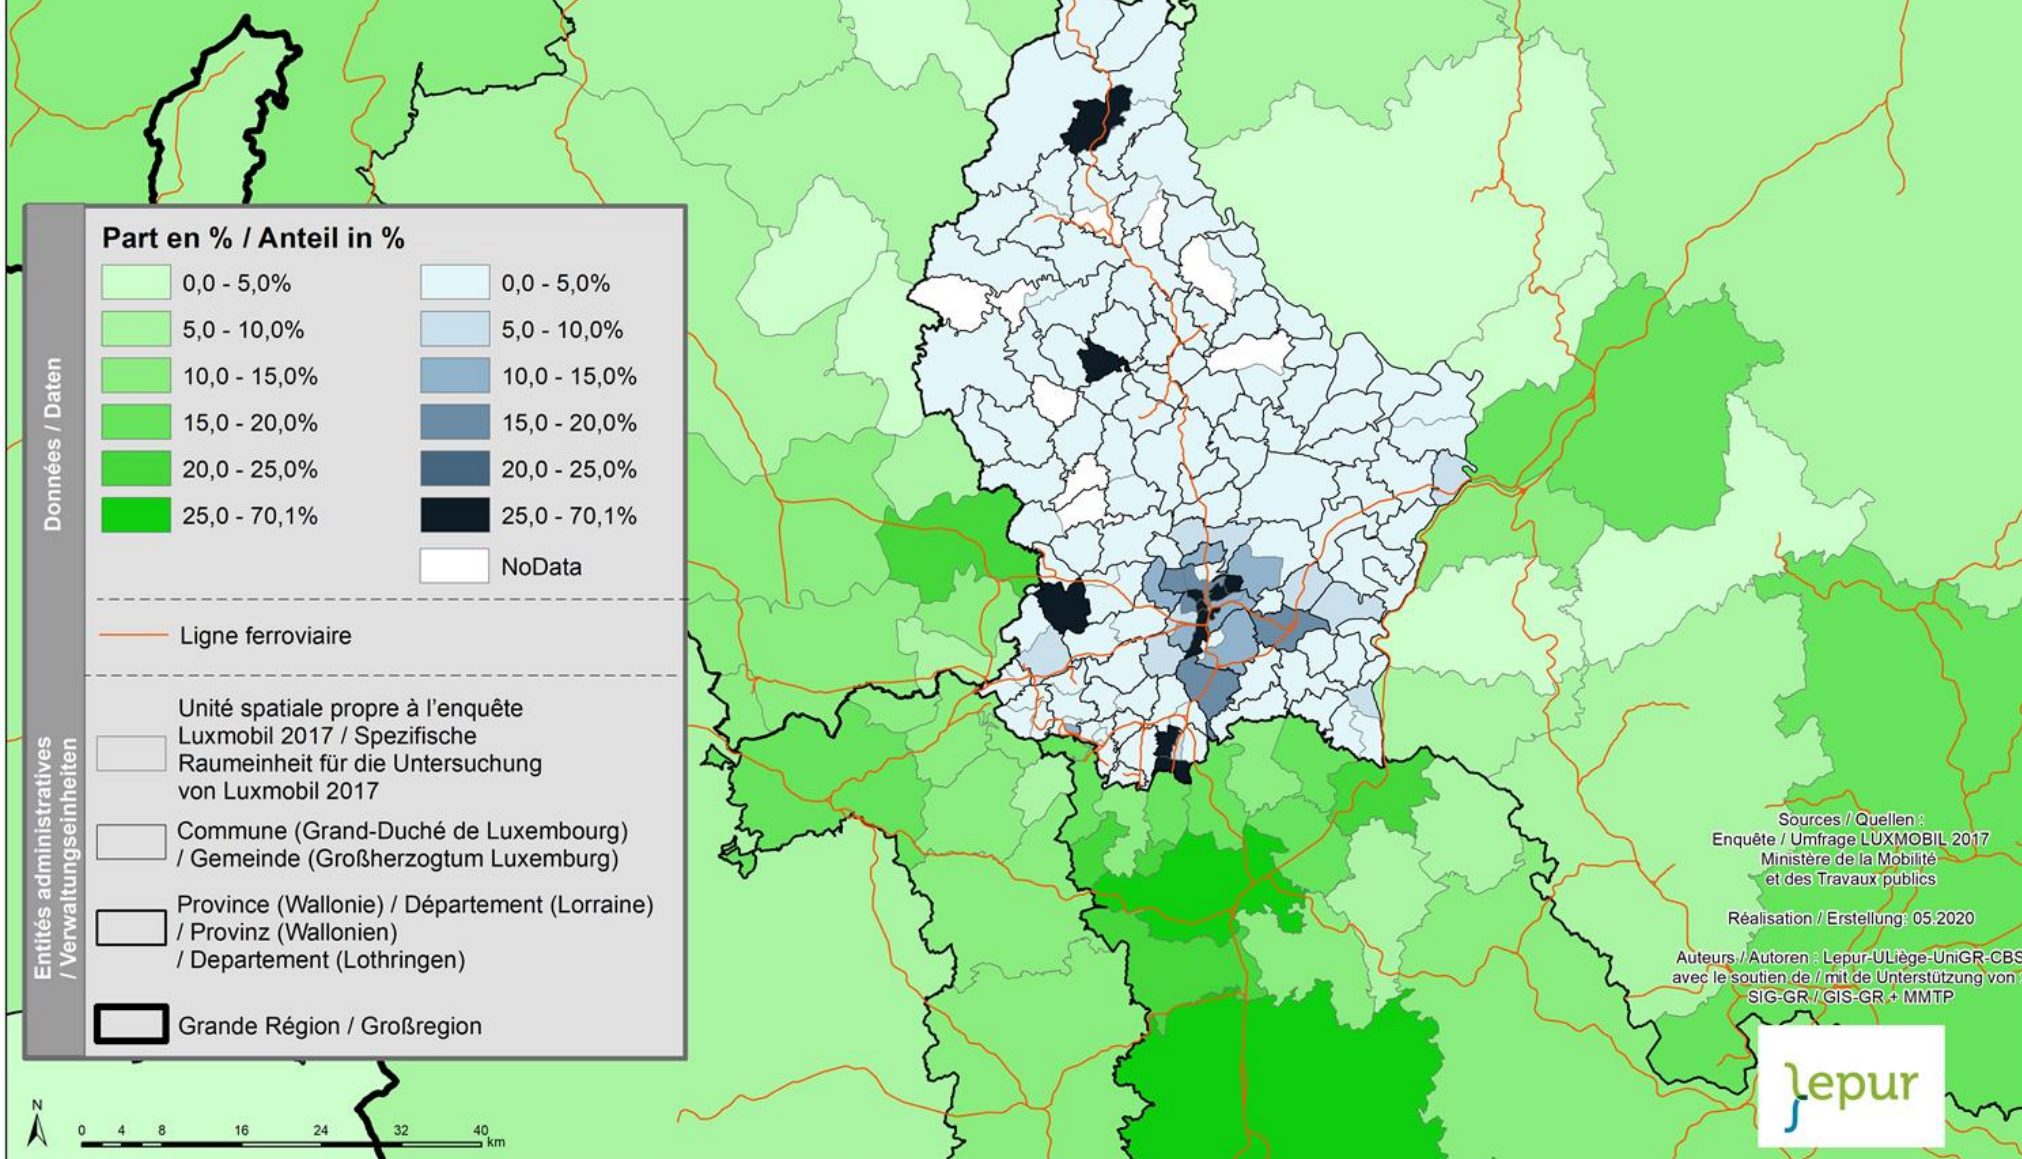 Part en % / Anteil in %
0,0 - 5,0%
5,0 - 10,0%
10,0 - 15,0%
15,0 - 20,0%
20,0 - 25,0%
25,0 - 70,1%
0,0 - 5,0%
5,0 - 10,0%
10,0 - 15,0%
15,0 - 20,0%
20,0 - 25,0%
25,0 - 70,1%
NoData
Données / Daten
Ligne ferroviaire
Unité spatiale propre à l’enquête
Luxmobil 2017 / Spezifische
Raumeinheit für die Untersuchung
von Luxmobil 2017
Commune (Grand-Duché de Luxembourg)
/ Gemeinde (Großherzogtum Luxemburg)
Province (Wallonie) / Département (Lorraine)
/ Provinz (Wallonien)
/ Departement (Lothringen)
Grande Région / Großregion
Entités administratives
/ Verwaltungseinheiten
N
0 4 8 16 24 32 40
km
Sources / Quellen :
Enquête / Umfrage LUXMOBIL 2017
Ministère de la Mobilité
et des Travaux publics
Réalisation / Erstellung: 05.2020
Auteurs / Autoren : Lepur-ULiège-UniGR-CBS
avec le soutien de / mit de Unterstützung von :
SIG-GR / GIS-GR + MMTP
lepur